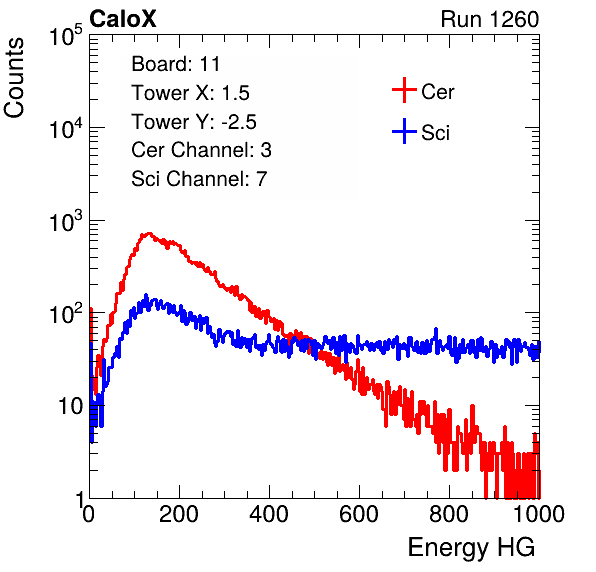 CaloX
Run 1260
Counts
10^5
10^4
10^3
10^2
10
1
Board: 11
Tower X: 1.5
Tower Y: -2.5
Cer Channel: 3
Sci Channel: 7
Cer
Sci
0 200 400 600 800 1000
Energy HG